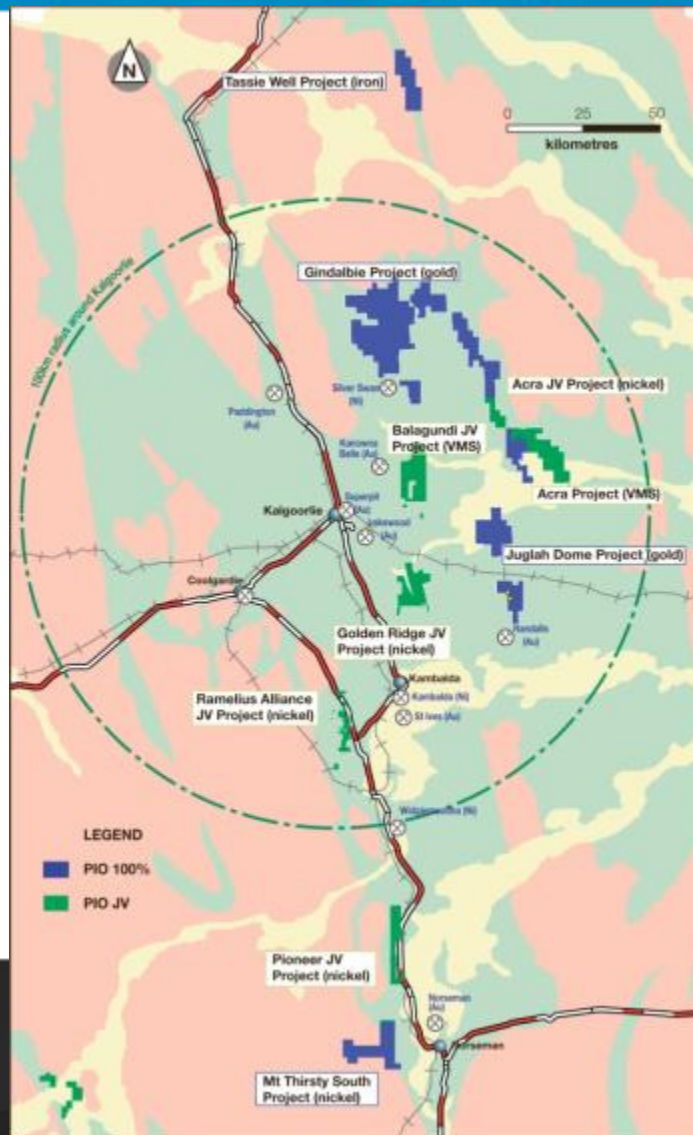 N
Tassie Well Project (iron)
0 25 50
kilometres
100km radius around Kalgoorlie
Gindalbie Project (gold)
Silver Swan
(Ni)
Acra JV Project (nickel)
Paddington
(Au)
Balagundi JV
Project (VMS)
Kanowna
Belle (Au)
Acra Project (VMS)
Superpit
(Au)
Kalgoorlie
(Au)
Juglah Dome Project (gold)
Coolgardie
Randalls
(Au)
Golden Ridge JV
Project (nickel)
Kambalda
Kambalda (Ni)
St Ives (Au)
Ramelius Alliance
JV Project (nickel)
Widgiemooltha (Ni)
LEGEND
PIO 100%
PIO JV
Pioneer JV
Project (nickel)
Norseman
(Au)
Norseman
Mt Thirsty South
Project (nickel)